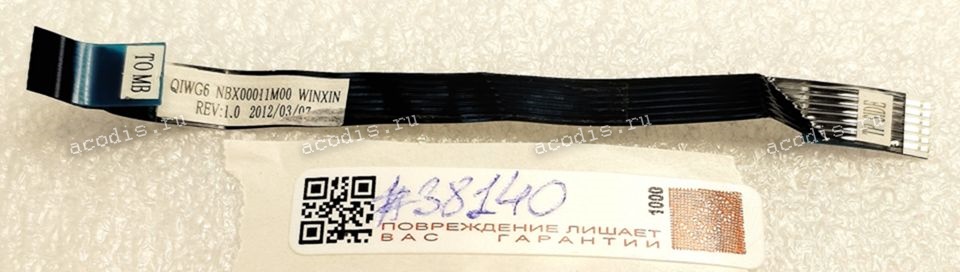 TO MB
QIWG6 NBX00011M00 WINXIN
REV:1.0 2012/03/07
acodis.ru
acodis.ru
acodis.ru
acodis.ru
#38140
1000
ПОВРЕЖДЕНИЕ ЛИШАЕТ
ВАС ГАРАНТИИ